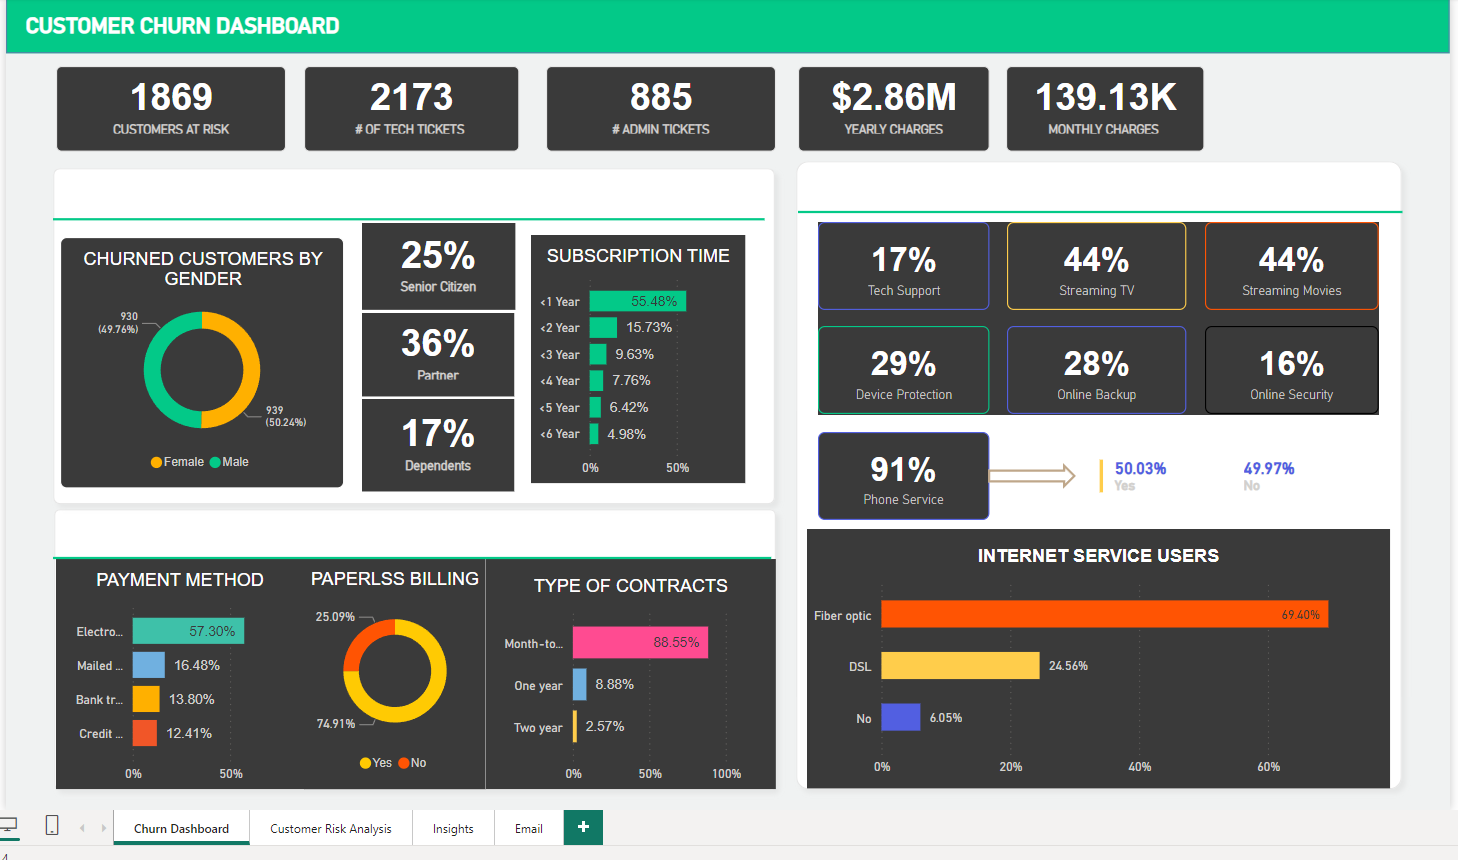 CUSTOMER CHURN DASHBOARD
1869
CUSTOMERS AT RISK
2173
# OF TECH TICKETS
885
# ADMIN TICKETS
$2.86M
YEARLY CHARGES
139.13K
MONTHLY CHARGES
CHURNED CUSTOMERS BY
GENDER
930
(49.76%)
939
(50.24%)
Female Male
25%
Senior Citizen
36%
Partner
17%
Dependents
SUBSCRIPTION TIME
<1 Year 55.48%
<2 Year 15.73%
<3 Year 9.63%
<4 Year 7.76%
<5 Year 6.42%
<6 Year 4.98%
0% 50%
17%
Tech Support
44%
Streaming TV
44%
Streaming Movies
29%
Device Protection
28%
Online Backup
16%
Online Security
91%
Phone Service
50.03%
Yes
49.97%
No
PAYMENT METHOD
Electro... 57.30%
Mailed ... 16.48%
Bank tr... 13.80%
Credit ... 12.41%
0% 50%
PAPERLSS BILLING
25.09%
74.91%
Yes No
TYPE OF CONTRACTS
Month-to... 88.55%
One year 8.88%
Two year 2.57%
0% 50% 100%
INTERNET SERVICE USERS
Fiber optic 69.40%
DSL 24.56%
No 6.05%
0% 20% 40% 60%
Churn Dashboard Customer Risk Analysis Insights Email +